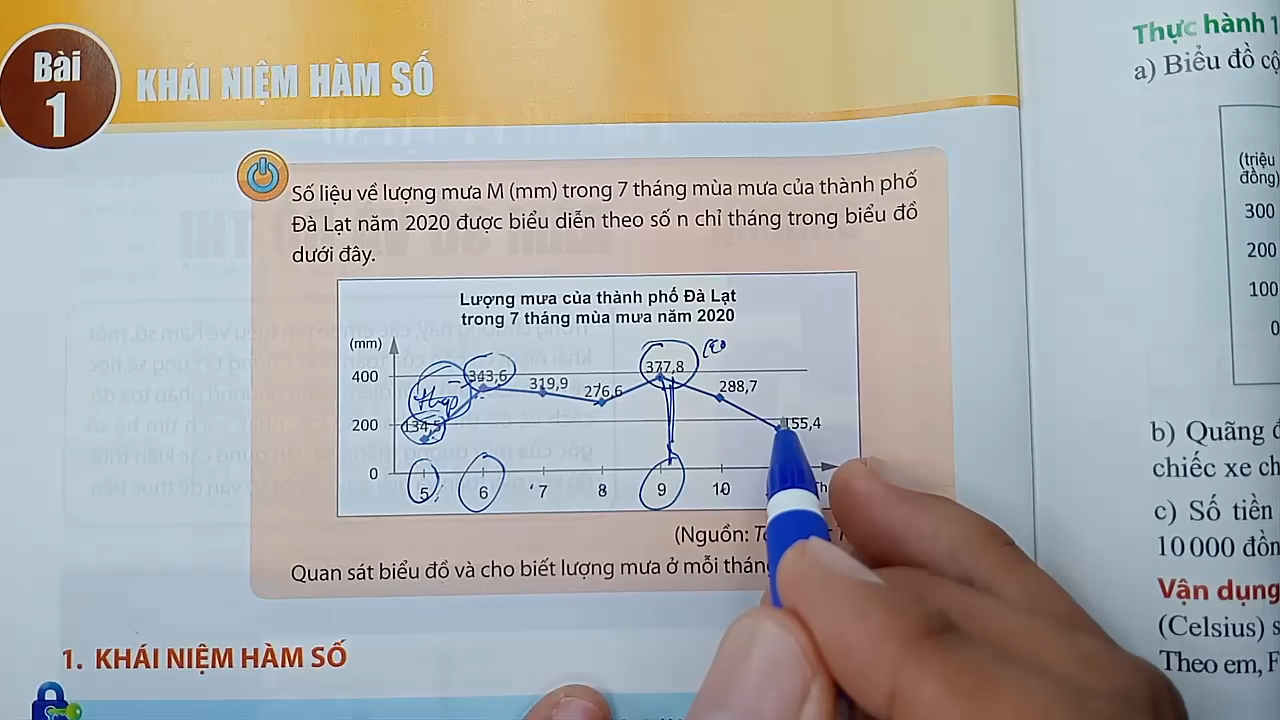 Bài
1
KHÁI NIỆM HÀM SỐ
Số liệu về lượng mưa M (mm) trong 7 tháng mùa mưa của thành phố
Đà Lạt năm 2020 được biểu diễn theo số n chỉ tháng trong biểu đồ
dưới đây.
Lượng mưa của thành phố Đà Lạt
trong 7 tháng mùa mưa năm 2020
(mm)
400
200
0
134,5
343,6
319,9
276,6
377,8
288,7
155,4
5 6 7 8 9 10
(Nguồn:
Quan sát biểu đồ và cho biết lượng mưa ở mỗi tháng
1. KHÁI NIỆM HÀM SỐ
Thực hành 1
a) Biểu đồ cộ
(triệu
đồng)
300
200
100
0
b) Quãng đ
chiếc xe ch
c) Số tiền
10 000 đồn
Vận dụng
(Celsius) s
Theo em, F